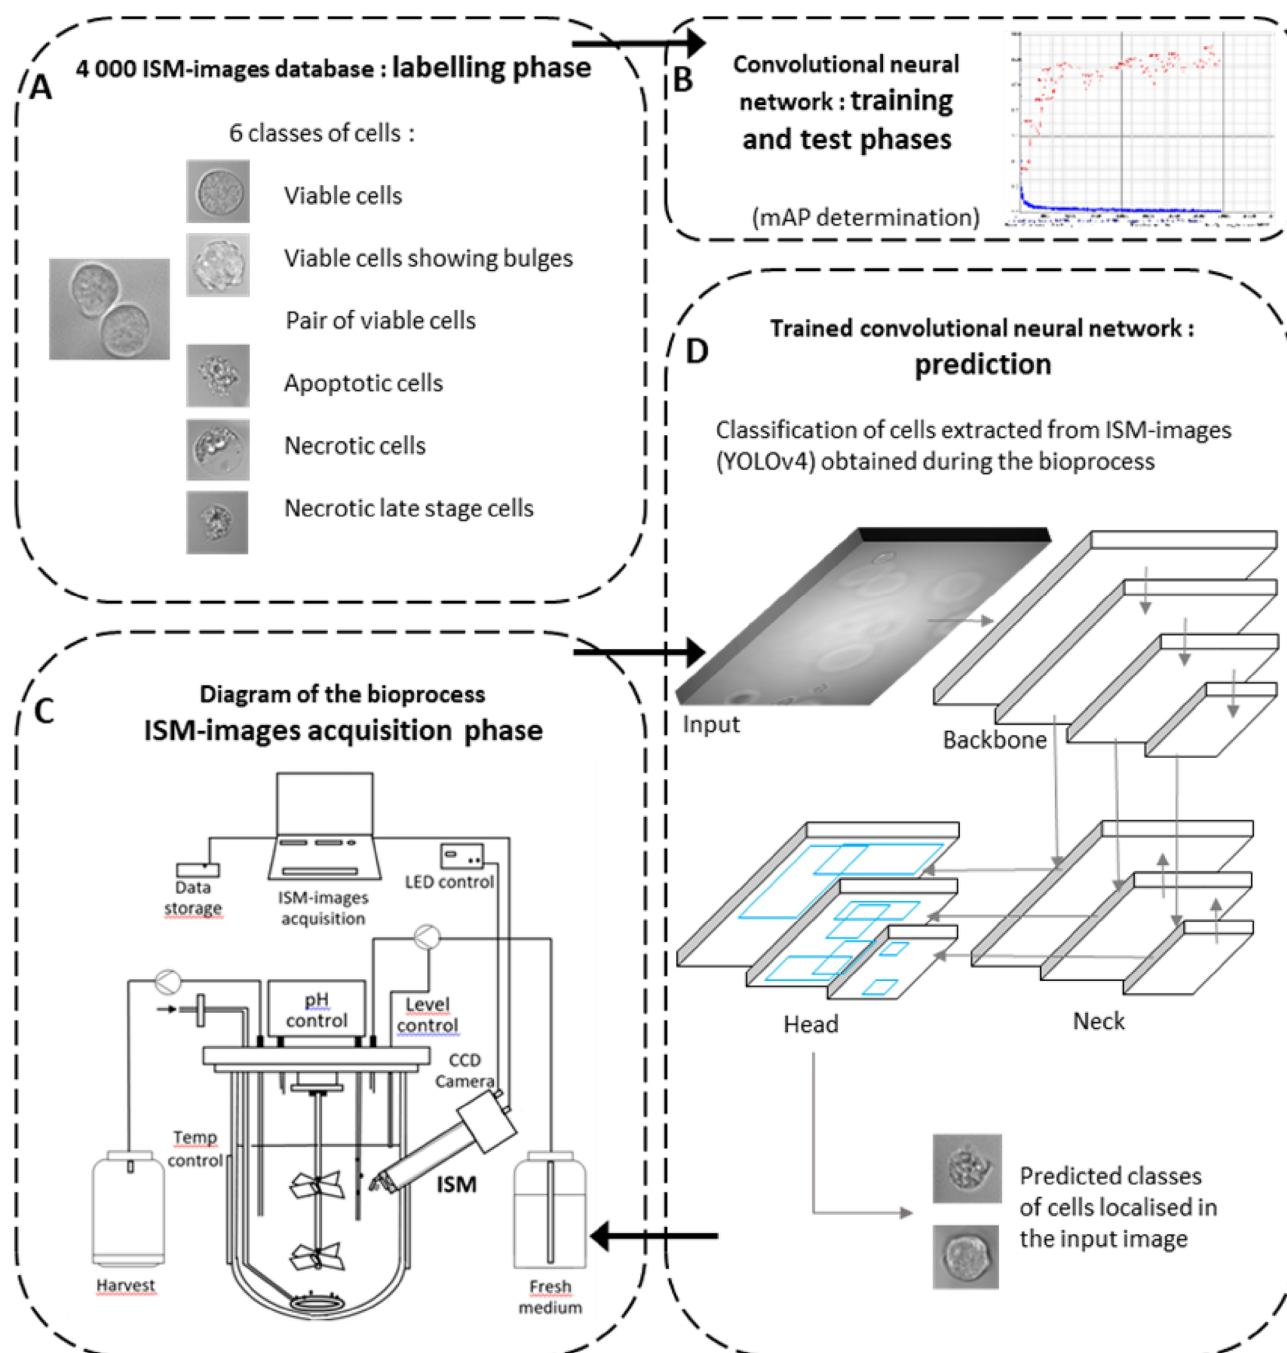 A
4 000 ISM-images database : labelling phase
6 classes of cells :
Viable cells
Viable cells showing bulges
Pair of viable cells
Apoptotic cells
Necrotic cells
Necrotic late stage cells
B
Convolutional neural
network : training
and test phases
(mAP determination)
C
Diagram of the bioprocess
ISM-images acquisition phase
Data
storage
ISM-images
acquisition
LED control
pH
control
Level
control
CCD
Camera
Temp
control
ISM
Harvest
Fresh
medium
D
Trained convolutional neural network :
prediction
Classification of cells extracted from ISM-images
(YOLOv4) obtained during the bioprocess
Input
Backbone
Head
Neck
Predicted classes
of cells localised in
the input image